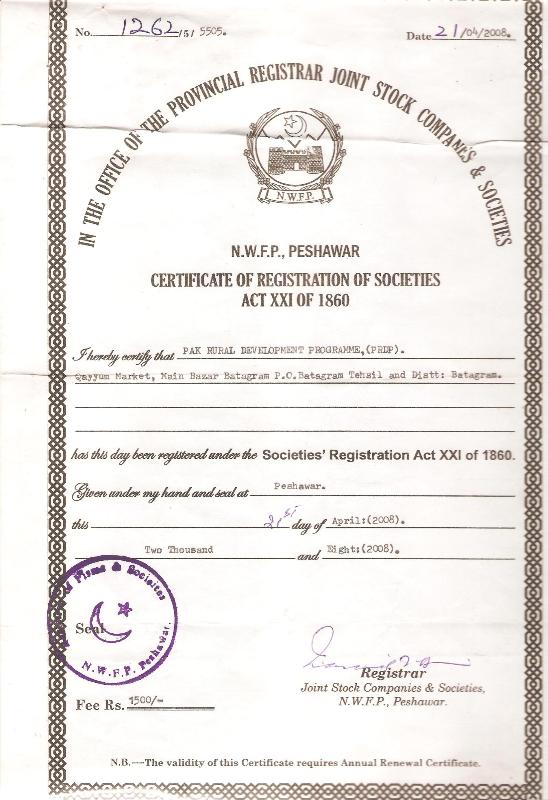 No. 1262/5/ 5505.
Date 21/04/2008.
IN THE OFFICE OF THE PROVINCIAL REGISTRAR JOINT STOCK COMPANIES & SOCIETIES
N.W.F.P.
N.W.F.P., PESHAWAR
CERTIFICATE OF REGISTRATION OF SOCIETIES
ACT XXI OF 1860
I hereby certify that PAK RURAL DEVELOPMENT PROGRAMME,(PRDP).
Qayyum Market, Main Bazar Batagram P.O.Batagram Tehsil and Distt: Batagram.
has this day been registered under the Societies' Registration Act XXI of 1860.
Given under my hand and seal at Peshawar.
this 21st day of April:(2008).
Two Thousand and Eight:(2008).
Firms & Societies
N.W.F.P. Peshawar.
Seal
Registrar
Joint Stock Companies & Societies,
N.W.F.P., Peshawar.
Fee Rs. 1500/-
N.B.—The validity of this Certificate requires Annual Renewal Certificate.